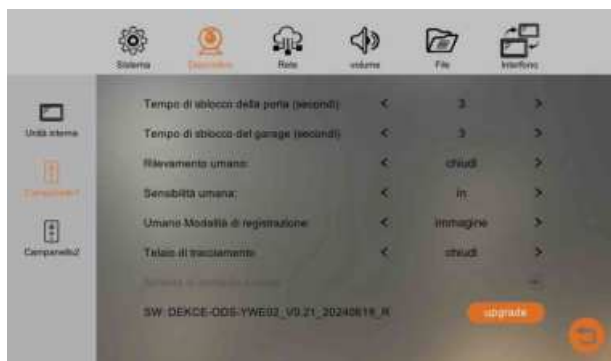 Sistema
Dispositivo
Rete
volume
File
Interfono
Unità interna
Campanello1
Campanello2
Tempo di sblocco della porta (secondi): < 3 >
Tempo di sblocco del garage (secondi): < 3 >
Rilevamento umano: < chiudi >
Sensibilità umana: < in >
Umano Modalità di registrazione: < immagine >
Telaio di tracciamento: < chiudi >
SW: DEKCE-ODS-YWE02_V0.21_20240619_R
upgrade